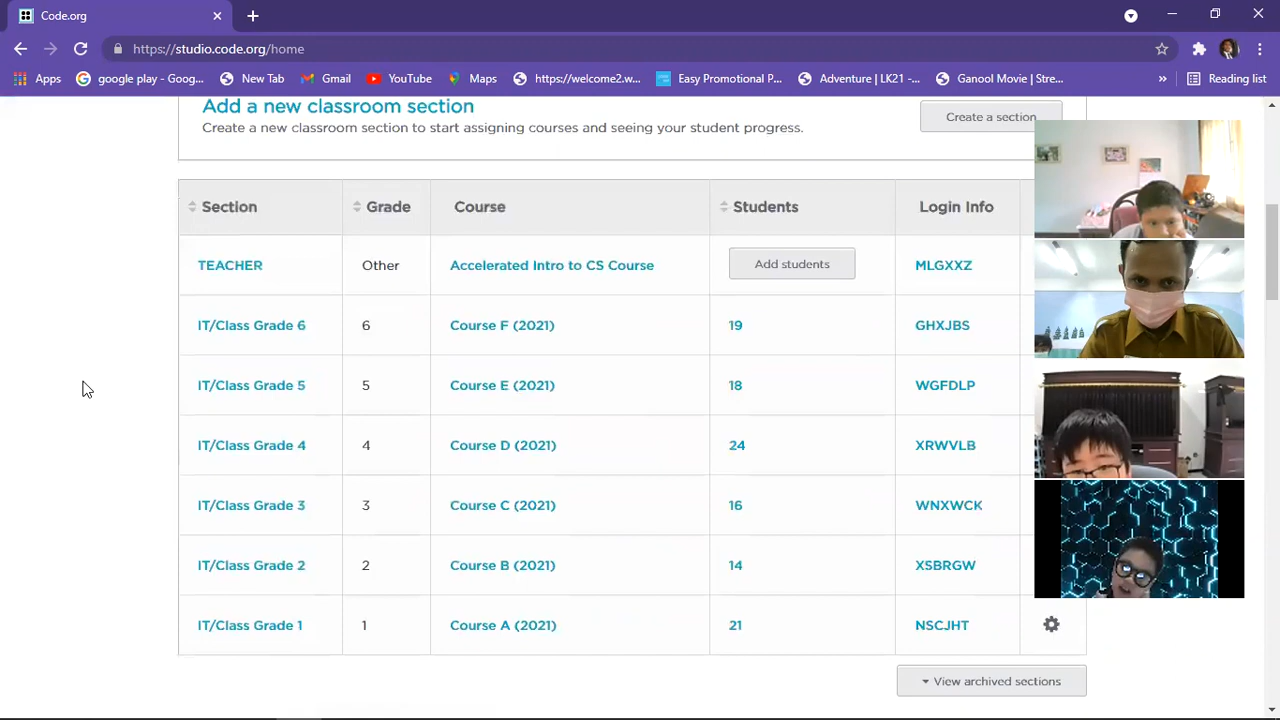 Code.org
https://studio.code.org/home
Apps
google play - Goog...
New Tab
Gmail
YouTube
Maps
https://welcome2.w...
Easy Promotional P...
Adventure | LK21 -...
Ganool Movie | Stre...
»
Reading list
Add a new classroom section
Create a new classroom section to start assigning courses and seeing your student progress.
Create a section
Section Grade Course Students Login Info
TEACHER Other Accelerated Intro to CS Course Add students MLGXXZ
IT/Class Grade 6 6 Course F (2021) 19 GHXJBS
IT/Class Grade 5 5 Course E (2021) 18 WGFDLP
IT/Class Grade 4 4 Course D (2021) 24 XRWVLB
IT/Class Grade 3 3 Course C (2021) 16 WNXWCK
IT/Class Grade 2 2 Course B (2021) 14 XSBRGW
IT/Class Grade 1 1 Course A (2021) 21 NSCJHT
View archived sections